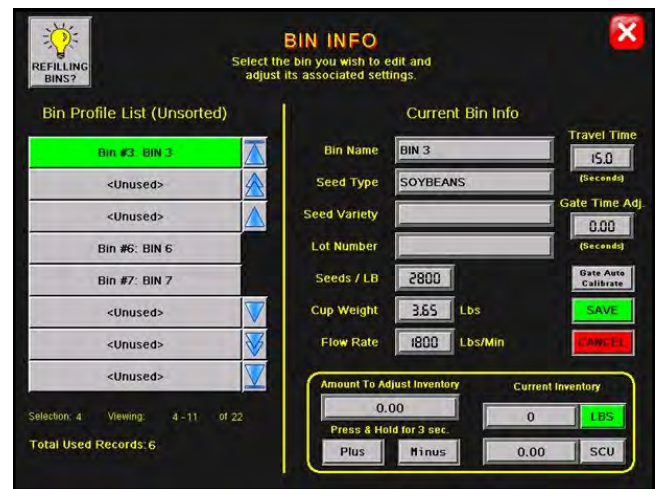 REFILLING
BINS?
BIN INFO
Select the bin you wish to edit and
adjust its associated settings.
Bin Profile List (Unsorted)
Bin #3: BIN 3
<Unused>
<Unused>
Bin #6: BIN 6
Bin #7: BIN 7
<Unused>
<Unused>
<Unused>
Selection: 4 Viewing: 4 - 11 of 22
Total Used Records: 6
Current Bin Info
Bin Name BIN 3
Seed Type SOYBEANS
Seed Variety
Lot Number
Seeds / LB 2800
Cup Weight 3.65 Lbs
Flow Rate 1800 Lbs/Min
Travel Time
15.0
(Seconds)
Gate Time Adj.
0.00
(Seconds)
Gate Auto
Calibrate
SAVE
CANCEL
Amount To Adjust Inventory
0.00
Press & Hold for 3 sec.
Plus Minus
Current Inventory
0 LBS
0.00 SCU